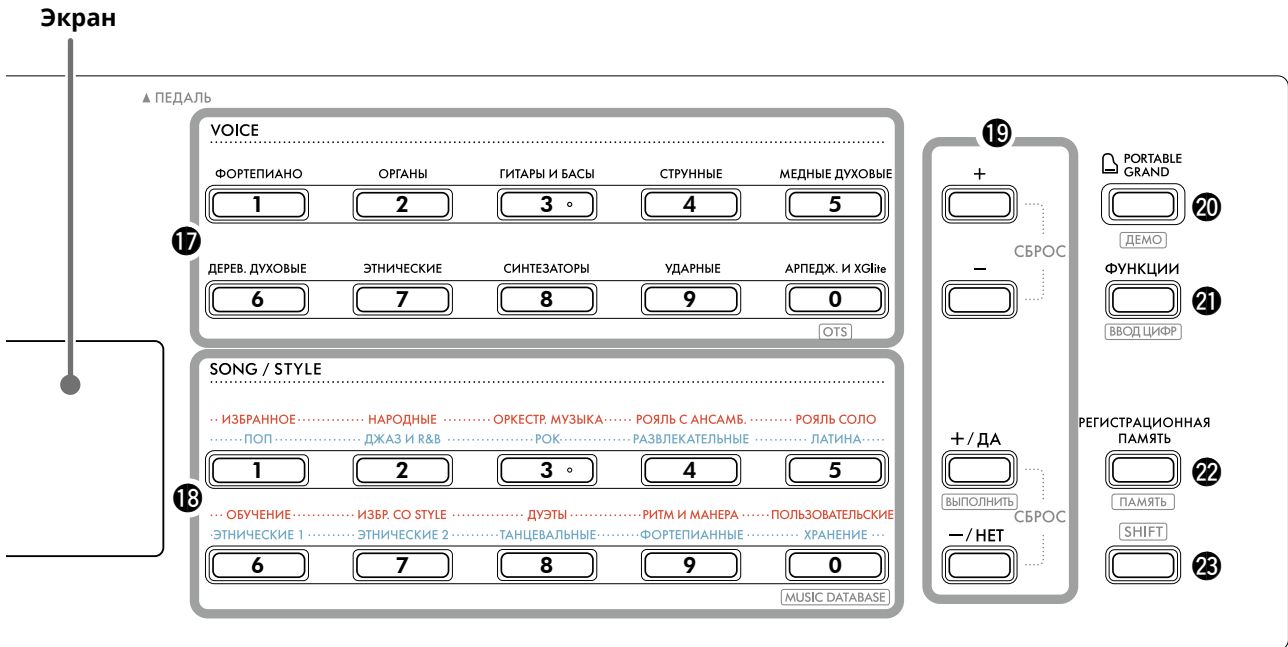 Экран
▲ ПЕДАЛЬ
VOICE
ФОРТЕПИАНО ОРГАНЫ ГИТАРЫ И БАСЫ СТРУННЫЕ МЕДНЫЕ ДУХОВЫЕ
1 2 3 4 5
17
ДЕРЕВ. ДУХОВЫЕ ЭТНИЧЕСКИЕ СИНТЕЗАТОРЫ УДАРНЫЕ АРПЕДЖ. И XGlite
6 7 8 9 0
OTS
SONG / STYLE
ИЗБРАННОЕ НАРОДНЫЕ ОРКЕСТР. МУЗЫКА РОЯЛЬ С АНСАМБ. РОЯЛЬ СОЛО
ПОП ДЖАЗ И R&B РОК РАЗВЛЕКАТЕЛЬНЫЕ ЛАТИНА
1 2 3 4 5
18
ОБУЧЕНИЕ ИЗБР. СО STYLE ДУЭТЫ РИТМ И МАНЕРА ПОЛЬЗОВАТЕЛЬСКИЕ
ЭТНИЧЕСКИЕ 1 ЭТНИЧЕСКИЕ 2 ТАНЦЕВАЛЬНЫЕ ФОРТЕПИАННЫЕ ХРАНЕНИЕ
6 7 8 9 0
MUSIC DATABASE
19
+
СБРОС
−
+/ДА
ВЫПОЛНИТЬ
СБРОС
−/НЕТ
PORTABLE
GRAND
20
ДЕМО
ФУНКЦИИ
21
ВВОД ЦИФР
РЕГИСТРАЦИОННАЯ
ПАМЯТЬ
22
ПАМЯТЬ
SHIFT
23